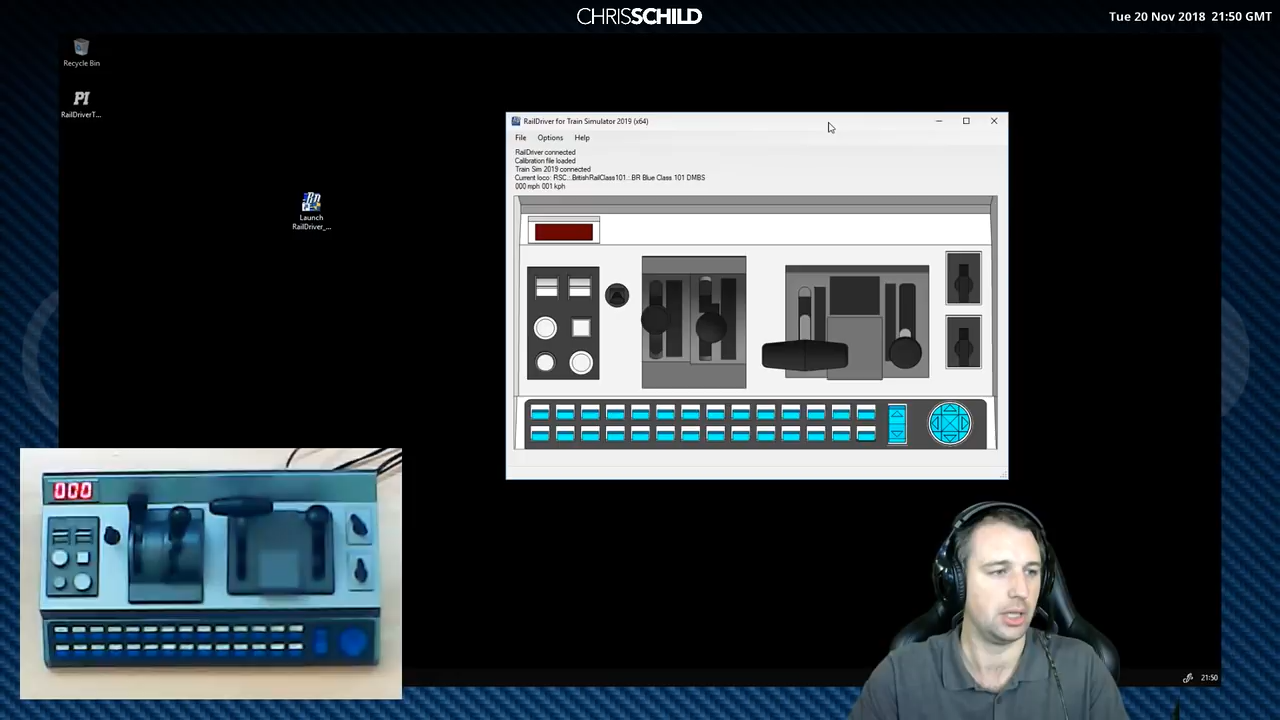 CHRISSCHILD
Tue 20 Nov 2018 21:50 GMT
Recycle Bin
PI
RailDriverT...
Launch
RailDriver_...
RailDriver for Train Simulator 2019 (x64)
File Options Help
RailDriver connected
Calibration file loaded
Train Sim 2019 connected
Current loco: RSC...BritishRailClass101...BR Blue Class 101 DMBS
000 mph 001 kph
000
21:50